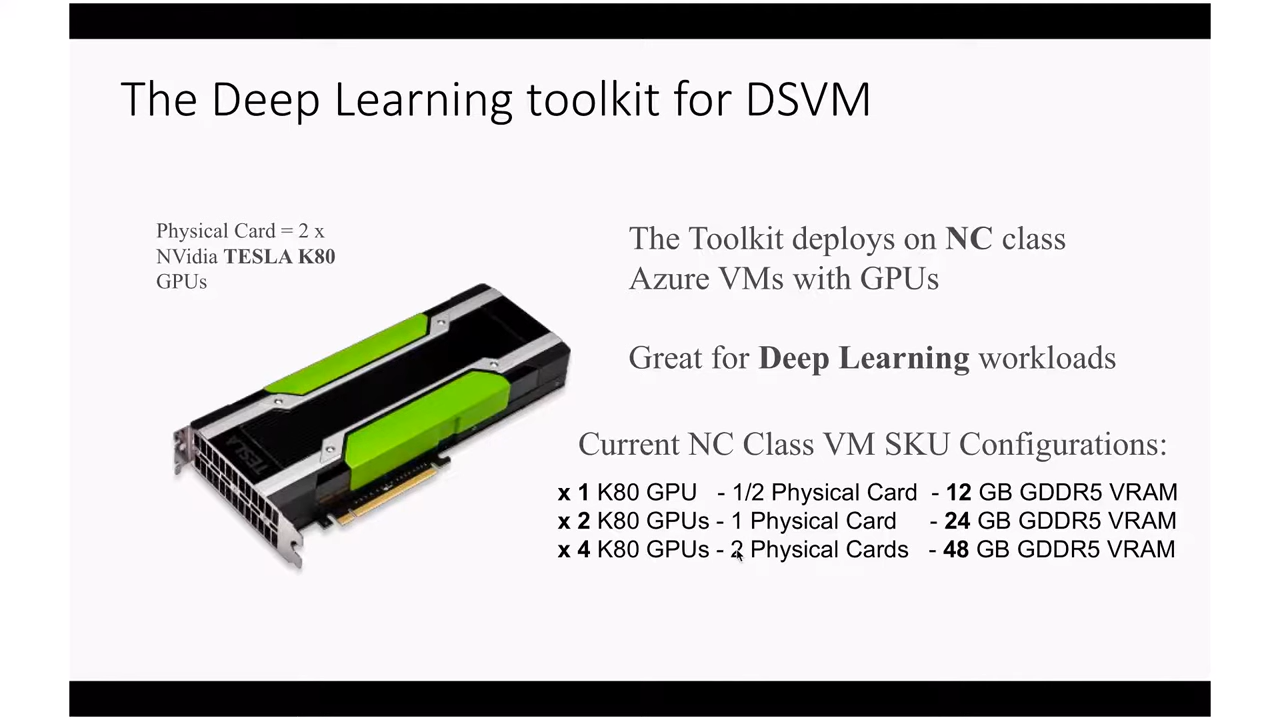 The Deep Learning toolkit for DSVM
Physical Card = 2 x
NVidia TESLA K80
GPUs
The Toolkit deploys on NC class
Azure VMs with GPUs
Great for Deep Learning workloads
TESLA
Current NC Class VM SKU Configurations:
x 1 K80 GPU - 1/2 Physical Card - 12 GB GDDR5 VRAM
x 2 K80 GPUs - 1 Physical Card - 24 GB GDDR5 VRAM
x 4 K80 GPUs - 2 Physical Cards - 48 GB GDDR5 VRAM